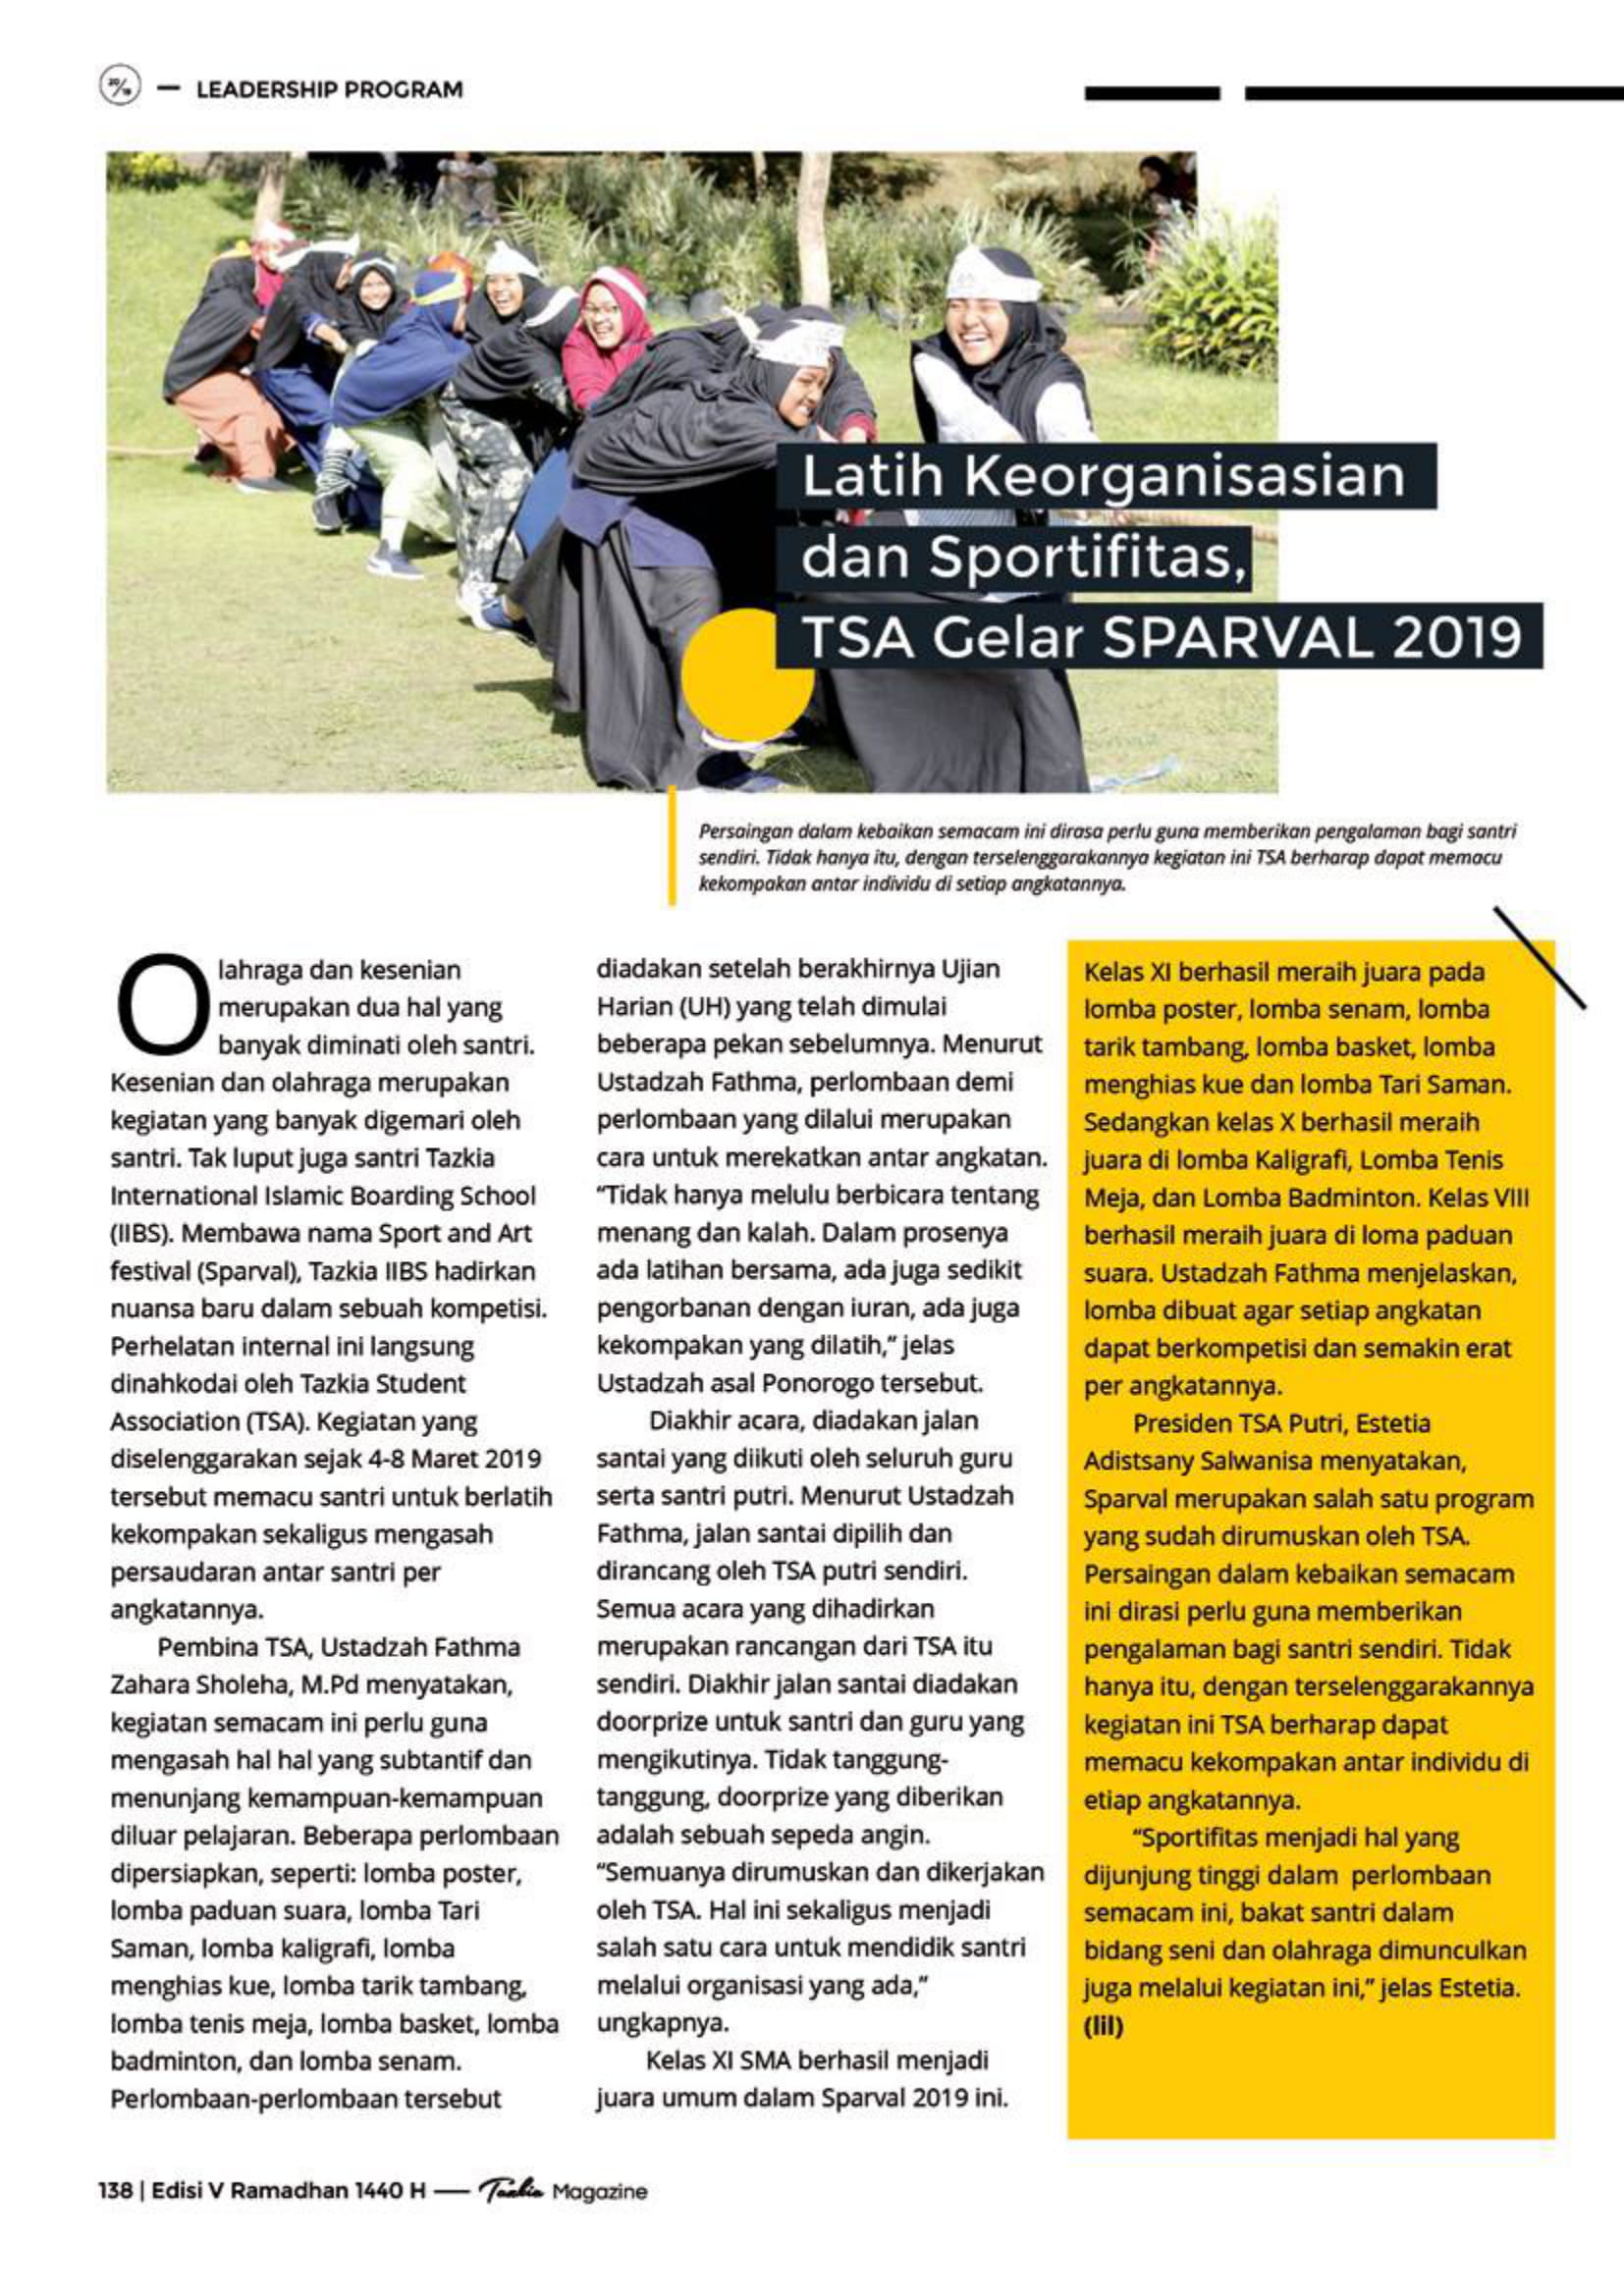 20/19 — LEADERSHIP PROGRAM
Latih Keorganisasian
dan Sportifitas,
TSA Gelar SPARVAL 2019
Persaingan dalam kebaikan semacam ini dirasa perlu guna memberikan pengalaman bagi santri
sendiri. Tidak hanya itu, dengan terselenggarakannya kegiatan ini TSA berharap dapat memacu
kekompakan antar individu di setiap angkatannya.
Olahraga dan kesenian
merupakan dua hal yang
banyak diminati oleh santri.
Kesenian dan olahraga merupakan
kegiatan yang banyak digemari oleh
santri. Tak luput juga santri Tazkia
International Islamic Boarding School
(IIBS). Membawa nama Sport and Art
festival (Sparval), Tazkia IIBS hadirkan
nuansa baru dalam sebuah kompetisi.
Perhelatan internal ini langsung
dinahkodai oleh Tazkia Student
Association (TSA). Kegiatan yang
diselenggarakan sejak 4-8 Maret 2019
tersebut memacu santri untuk berlatih
kekompakan sekaligus mengasah
persaudaran antar santri per
angkatannya.
Pembina TSA, Ustadzah Fathma
Zahara Sholeha, M.Pd menyatakan,
kegiatan semacam ini perlu guna
mengasah hal hal yang subtantif dan
menunjang kemampuan-kemampuan
diluar pelajaran. Beberapa perlombaan
dipersiapkan, seperti: lomba poster,
lomba paduan suara, lomba Tari
Saman, lomba kaligrafi, lomba
menghias kue, lomba tarik tambang,
lomba tenis meja, lomba basket, lomba
badminton, dan lomba senam.
Perlombaan-perlombaan tersebut
diadakan setelah berakhirnya Ujian
Harian (UH) yang telah dimulai
beberapa pekan sebelumnya. Menurut
Ustadzah Fathma, perlombaan demi
perlombaan yang dilalui merupakan
cara untuk merekatkan antar angkatan.
“Tidak hanya melulu berbicara tentang
menang dan kalah. Dalam prosenya
ada latihan bersama, ada juga sedikit
pengorbanan dengan iuran, ada juga
kekompakan yang dilatih,” jelas
Ustadzah asal Ponorogo tersebut.
Diakhir acara, diadakan jalan
santai yang diikuti oleh seluruh guru
serta santri putri. Menurut Ustadzah
Fathma, jalan santai dipilih dan
dirancang oleh TSA putri sendiri.
Semua acara yang dihadirkan
merupakan rancangan dari TSA itu
sendiri. Diakhir jalan santai diadakan
doorprize untuk santri dan guru yang
mengikutinya. Tidak tanggung-
tanggung, doorprize yang diberikan
adalah sebuah sepeda angin.
“Semuanya dirumuskan dan dikerjakan
oleh TSA. Hal ini sekaligus menjadi
salah satu cara untuk mendidik santri
melalui organisasi yang ada,”
ungkapnya.
Kelas XI SMA berhasil menjadi
juara umum dalam Sparval 2019 ini.
Kelas XI berhasil meraih juara pada
lomba poster, lomba senam, lomba
tarik tambang, lomba basket, lomba
menghias kue dan lomba Tari Saman.
Sedangkan kelas X berhasil meraih
juara di lomba Kaligrafi, Lomba Tenis
Meja, dan Lomba Badminton. Kelas VIII
berhasil meraih juara di loma paduan
suara. Ustadzah Fathma menjelaskan,
lomba dibuat agar setiap angkatan
dapat berkompetisi dan semakin erat
per angkatannya.
Presiden TSA Putri, Estetia
Adistsany Salwanisa menyatakan,
Sparval merupakan salah satu program
yang sudah dirumuskan oleh TSA.
Persaingan dalam kebaikan semacam
ini dirasi perlu guna memberikan
pengalaman bagi santri sendiri. Tidak
hanya itu, dengan terselenggarakannya
kegiatan ini TSA berharap dapat
memacu kekompakan antar individu di
etiap angkatannya.
“Sportifitas menjadi hal yang
dijunjung tinggi dalam perlombaan
semacam ini, bakat santri dalam
bidang seni dan olahraga dimunculkan
juga melalui kegiatan ini,” jelas Estetia.
(lil)
138 | Edisi V Ramadhan 1440 H — Tazkia Magazine